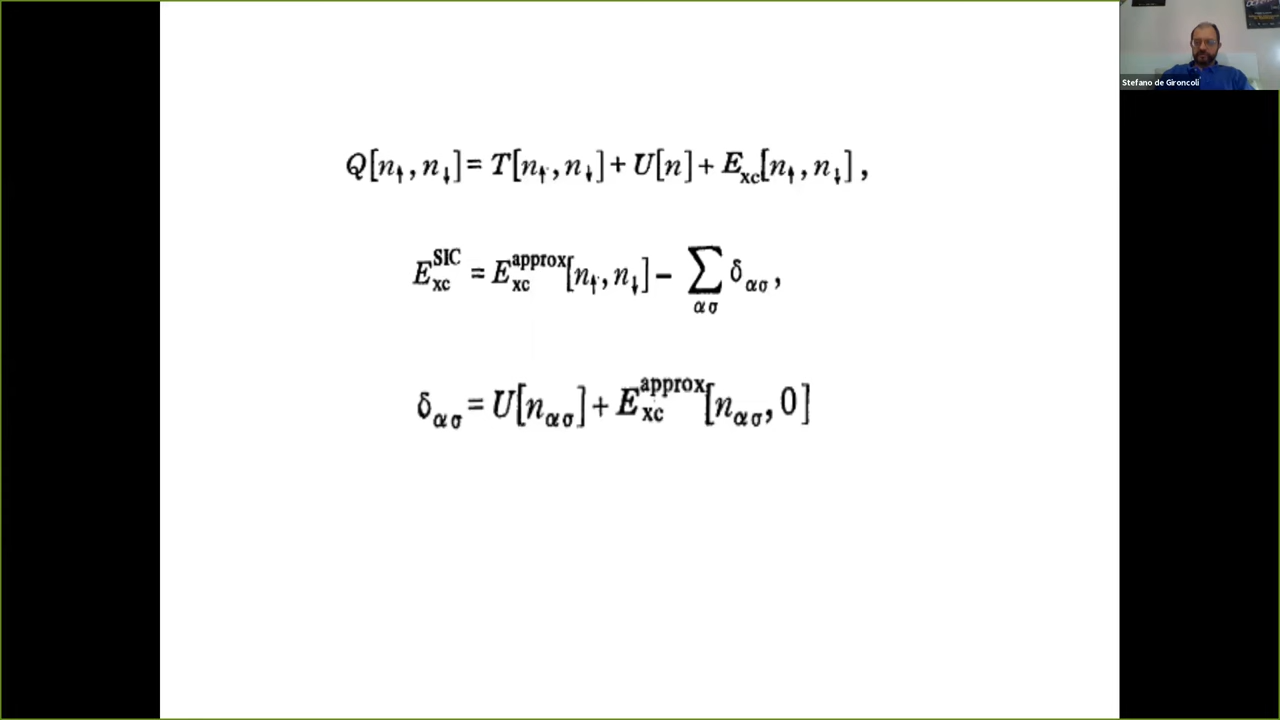 Q[n↑, n↓] = T[n↑, n↓] + U[n] + E_xc[n↑, n↓] ,
E_xc^SIC = E_xc^approx[n↑, n↓] − ∑_ασ δ_ασ ,
δ_ασ = U[n_ασ] + E_xc^approx[n_ασ, 0]
Stefano de Gironcoli